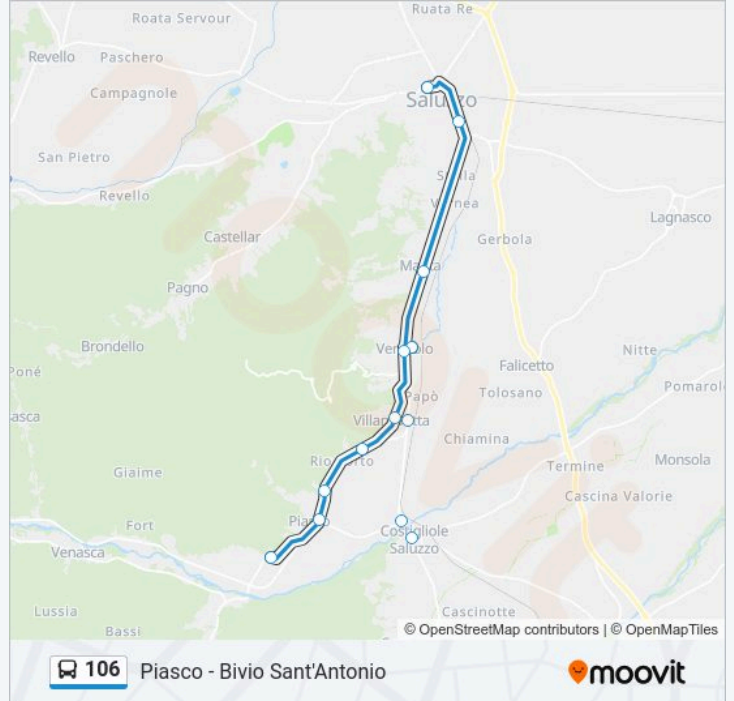 Ruata Re
Roata Servour
Revello
Paschero
Campagnole
Saluzzo
San Pietro
Revello
Lagnasco
Castellar
Gerbola
Pagno
Brondello
Nitte
Falicetto
Poné
Pomarol
Tolosano
Papò
asca
Chiamina
Termine
Monsola
Giaime
Cascina Valorie
Fort
Costigliole
Saluzzo
Venasca
Lussia
Cascinotte
Bassi
© OpenStreetMap contributors | © OpenMapTiles
106 Piasco - Bivio Sant'Antonio
moovit